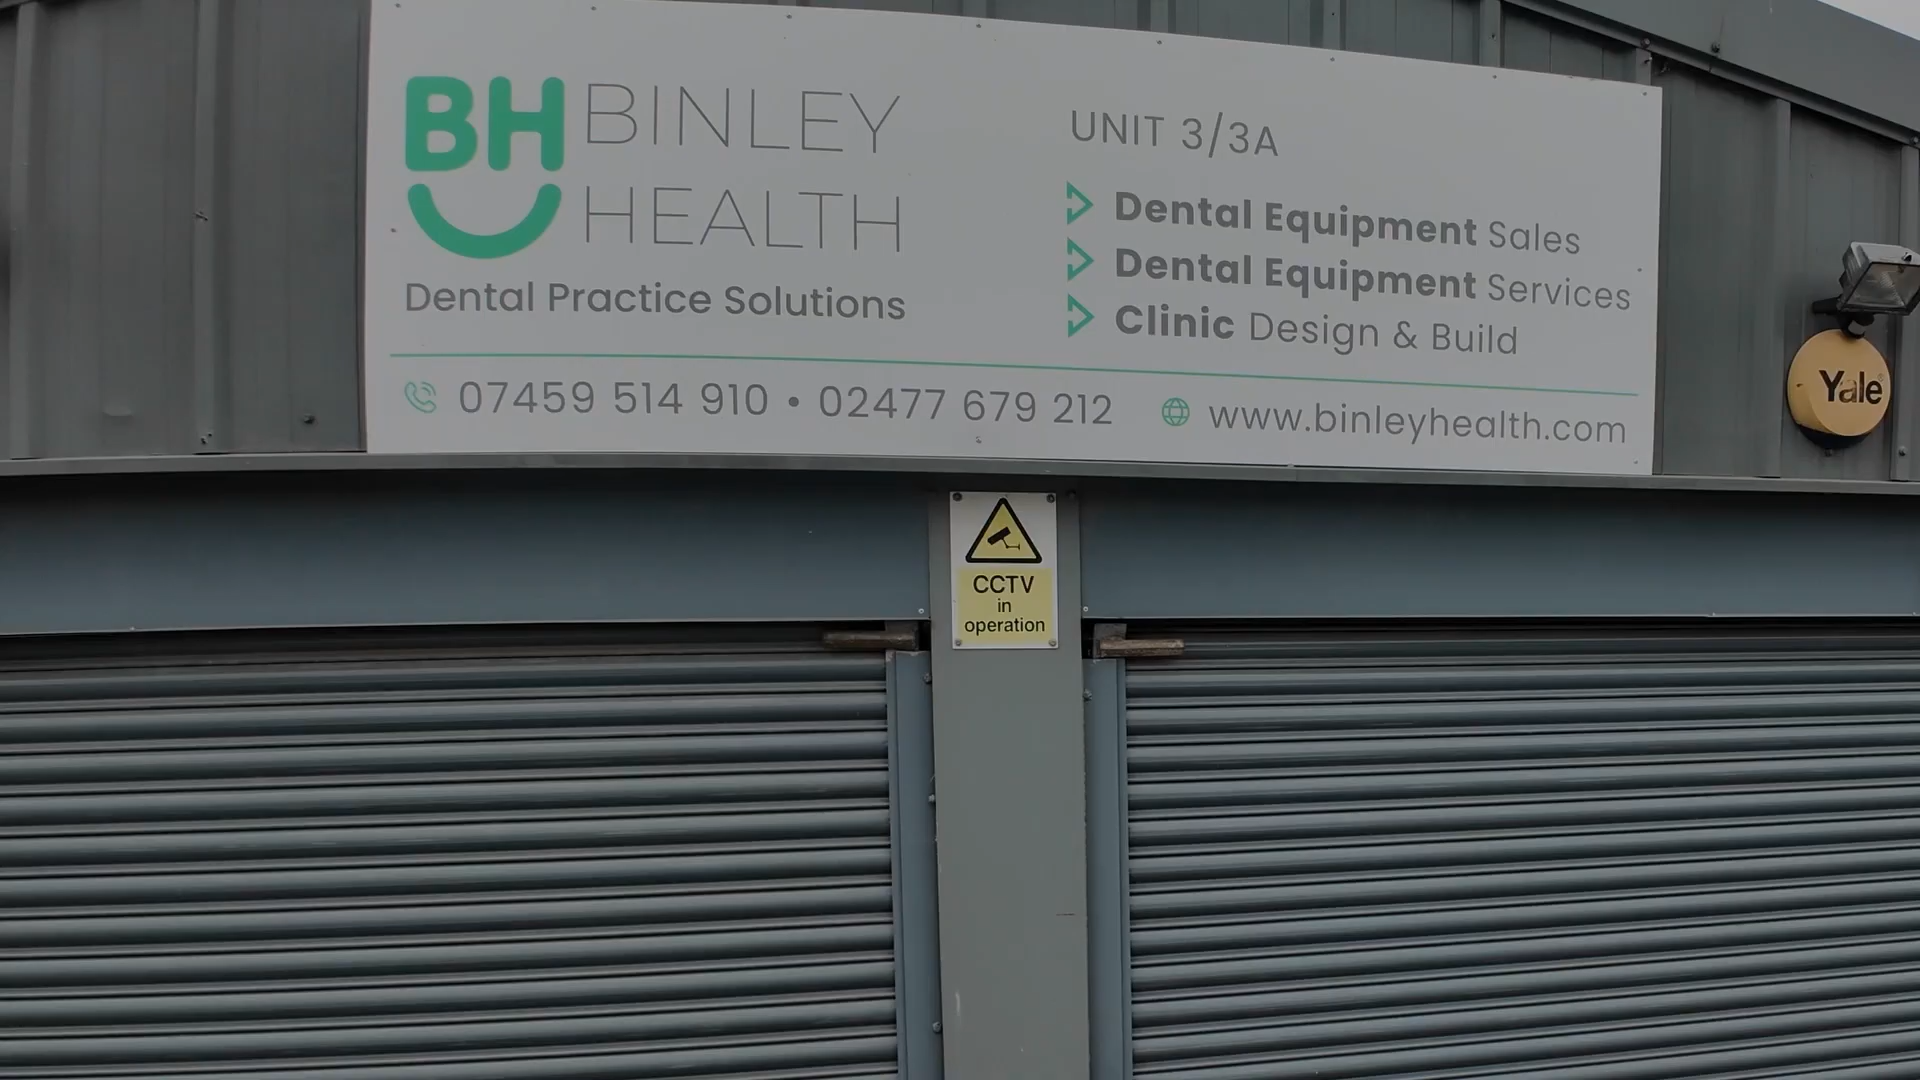 BH BINLEY
HEALTH
Dental Practice Solutions
UNIT 3/3A
Dental Equipment Sales
Dental Equipment Services
Clinic Design & Build
07459 514 910 • 02477 679 212
www.binleyhealth.com
Yale
CCTV
in
operation